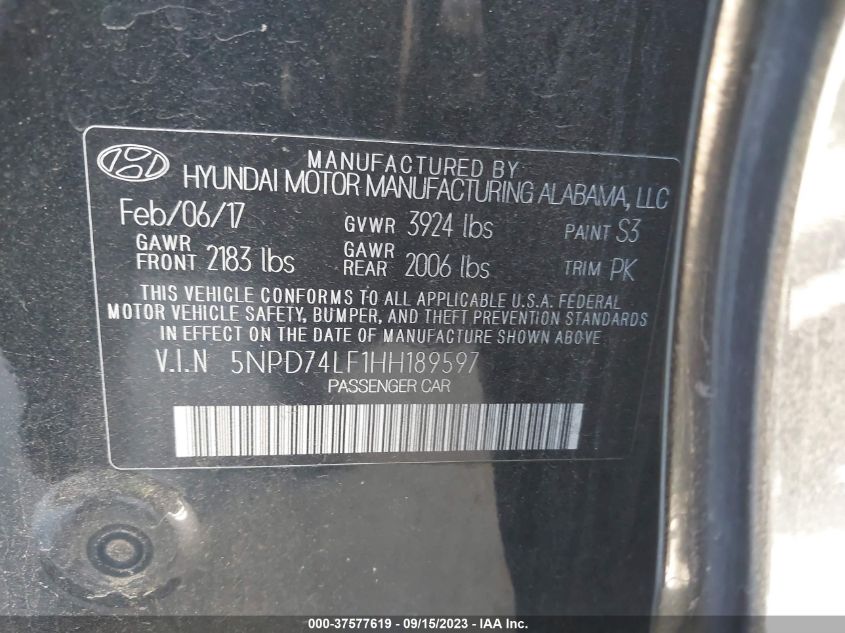 MANUFACTURED BY
HYUNDAI MOTOR MANUFACTURING ALABAMA, LLC
Feb/06/17 GVWR 3924 lbs PAINT S3
GAWR FRONT 2183 lbs GAWR REAR 2006 lbs TRIM PK
THIS VEHICLE CONFORMS TO ALL APPLICABLE U.S.A. FEDERAL
MOTOR VEHICLE SAFETY, BUMPER, AND THEFT PREVENTION STANDARDS
IN EFFECT ON THE DATE OF MANUFACTURE SHOWN ABOVE
V.I.N 5NPD74LF1HH189597
PASSENGER CAR
000-37577619 - 09/15/2023 - IAA Inc.